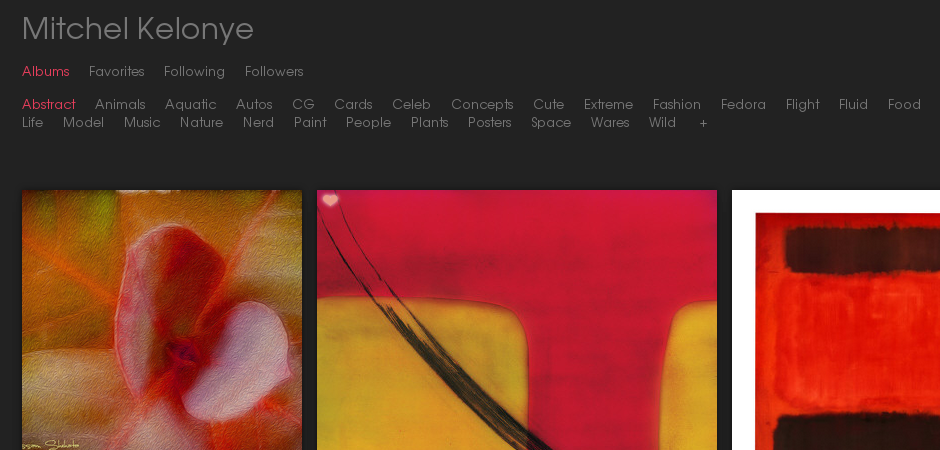 Mitchel Kelonye
Albums Favorites Following Followers
Abstract Animals Aquatic Autos CG Cards Celeb Concepts Cute Extreme Fashion Fedora Flight Fluid Food
Life Model Music Nature Nerd Paint People Plants Posters Space Wares Wild +